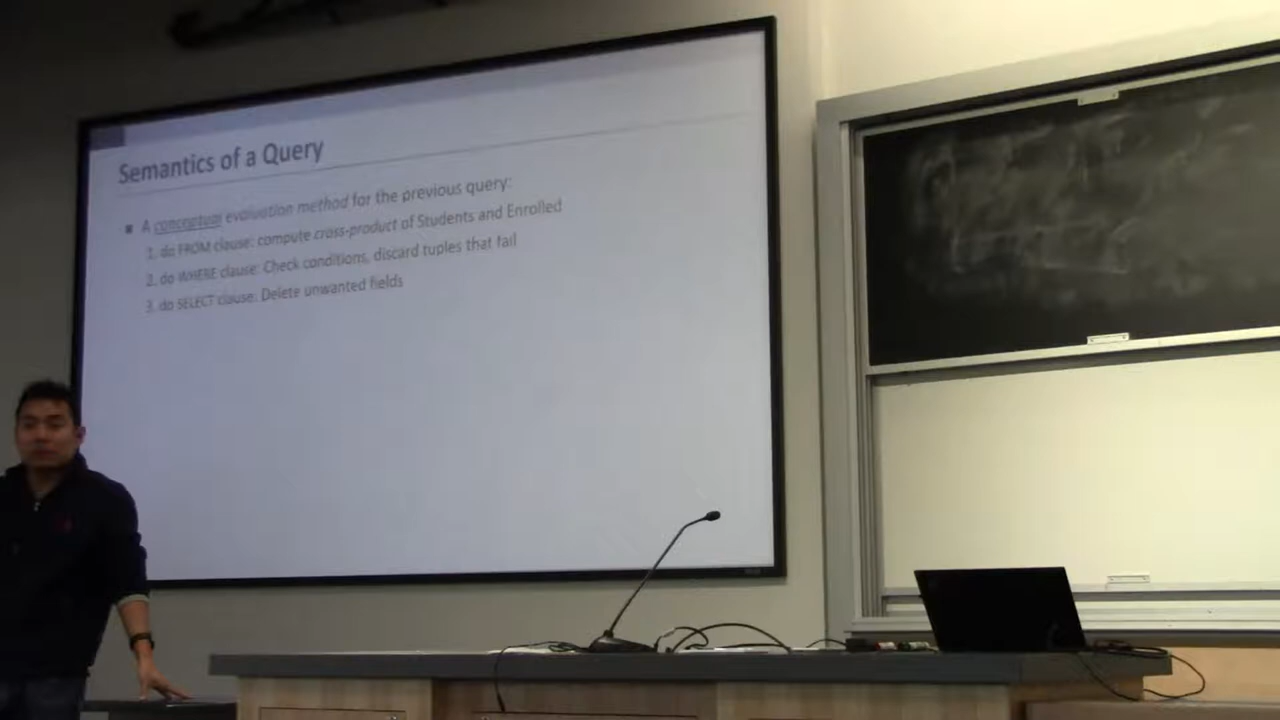 Semantics of a Query
A conceptual evaluation method for the previous query:
1. do FROM clause: compute cross-product of Students and Enrolled
2. do WHERE clause: Check conditions, discard tuples that fail
3. do SELECT clause: Delete unwanted fields